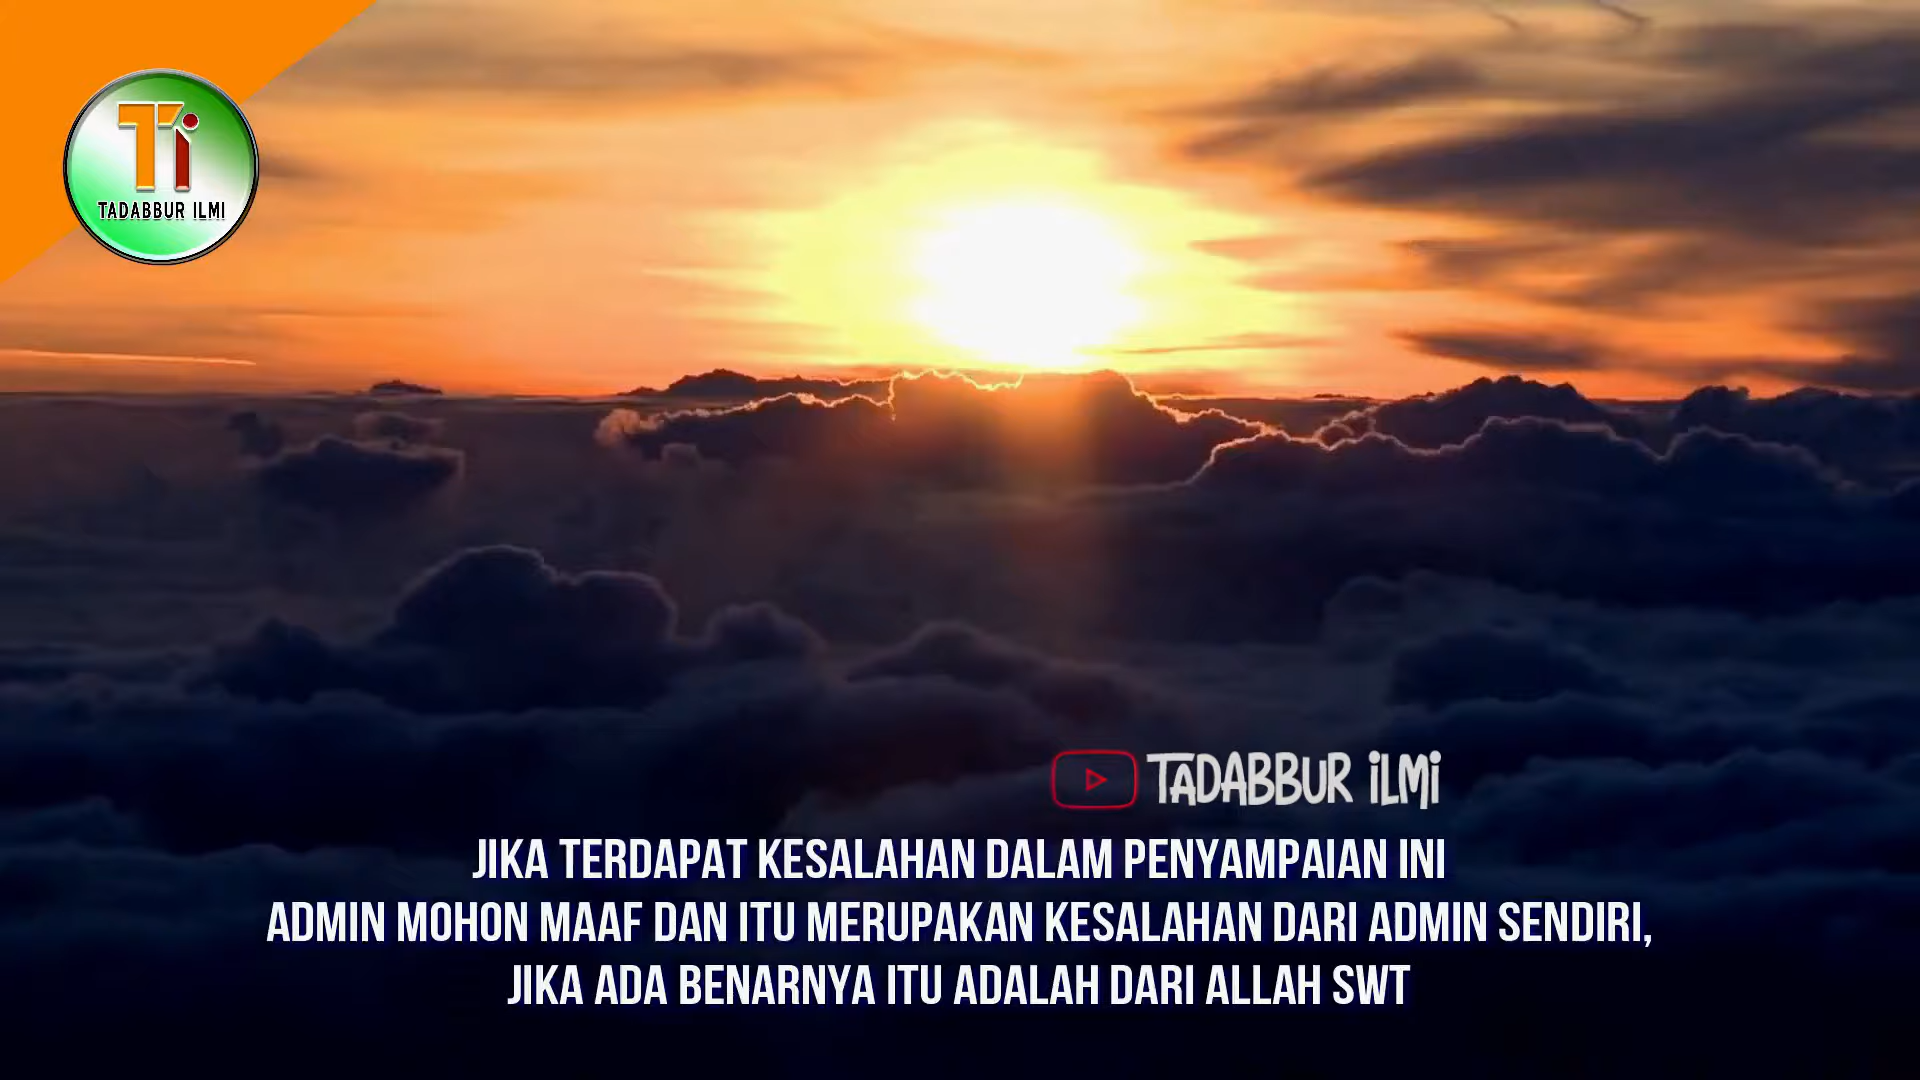 Ti
TADABBUR ILMI
TADABBUR iLMi
JIKA TERDAPAT KESALAHAN DALAM PENYAMPAIAN INI
ADMIN MOHON MAAF DAN ITU MERUPAKAN KESALAHAN DARI ADMIN SENDIRI,
JIKA ADA BENARNYA ITU ADALAH DARI ALLAH SWT